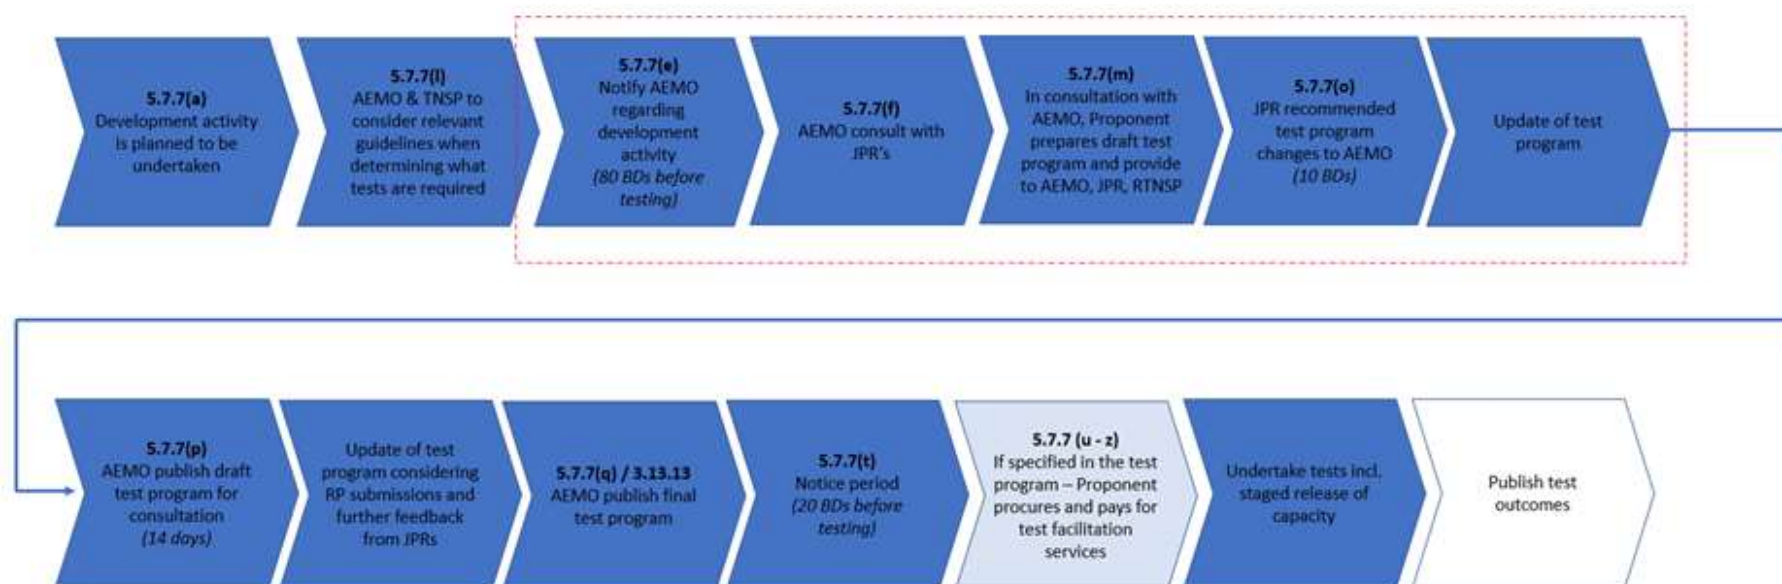 5.7.7(a)
Development activity
is planned to be
undertaken
5.7.7(l)
AEMO & TNSP to
consider relevant
guidelines when
determining what
tests are required
5.7.7(e)
Notify AEMO
regarding
development
activity
(80 BDs before
testing)
5.7.7(f)
AEMO consult with
JPR's
5.7.7(m)
In consultation with
AEMO, Proponent
prepares draft test
program and provide
to AEMO, JPR, RTNSP
5.7.7(o)
JPR recommended
test program
changes to AEMO
(10 BDs)
Update of test
program
5.7.7(p)
AEMO publish draft
test program for
consultation
(14 days)
Update of test
program considering
RP submissions and
further feedback
from JPRs
5.7.7(q) / 3.13.13
AEMO publish final
test program
5.7.7(t)
Notice period
(20 BDs before
testing)
5.7.7 (u - z)
If specified in the test
program – Proponent
procures and pays for
test facilitation
services
Undertake tests incl.
staged release of
capacity
Publish test
outcomes